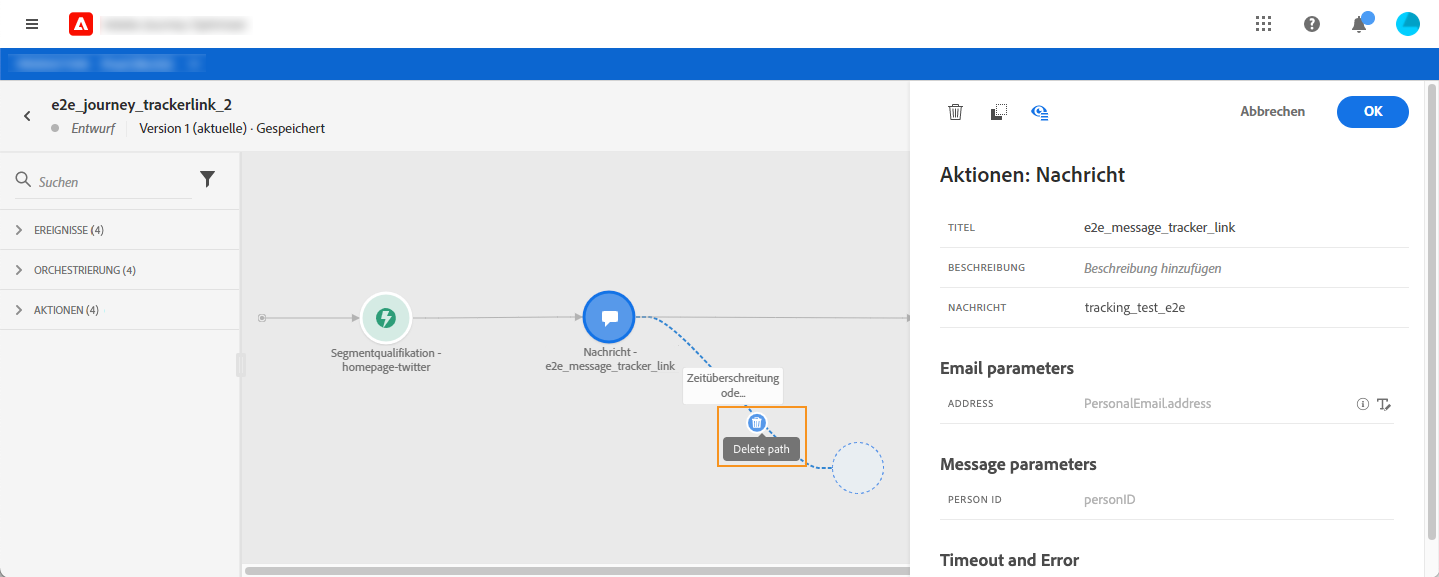 e2e_journey_trackerlink_2
Entwurf
Version 1 (aktuelle) · Gespeichert
Suchen
EREIGNISSE (4)
ORCHESTRIERUNG (4)
AKTIONEN (4)
Segmentqualifikation -
homepage-twitter
Nachricht -
e2e_message_tracker_link
Zeitüberschreitung
ode...
Delete path
Abbrechen
OK
Aktionen: Nachricht
TITEL
e2e_message_tracker_link
BESCHREIBUNG
Beschreibung hinzufügen
NACHRICHT
tracking_test_e2e
Email parameters
ADDRESS
PersonalEmail.address
Message parameters
PERSON ID
personID
Timeout and Error